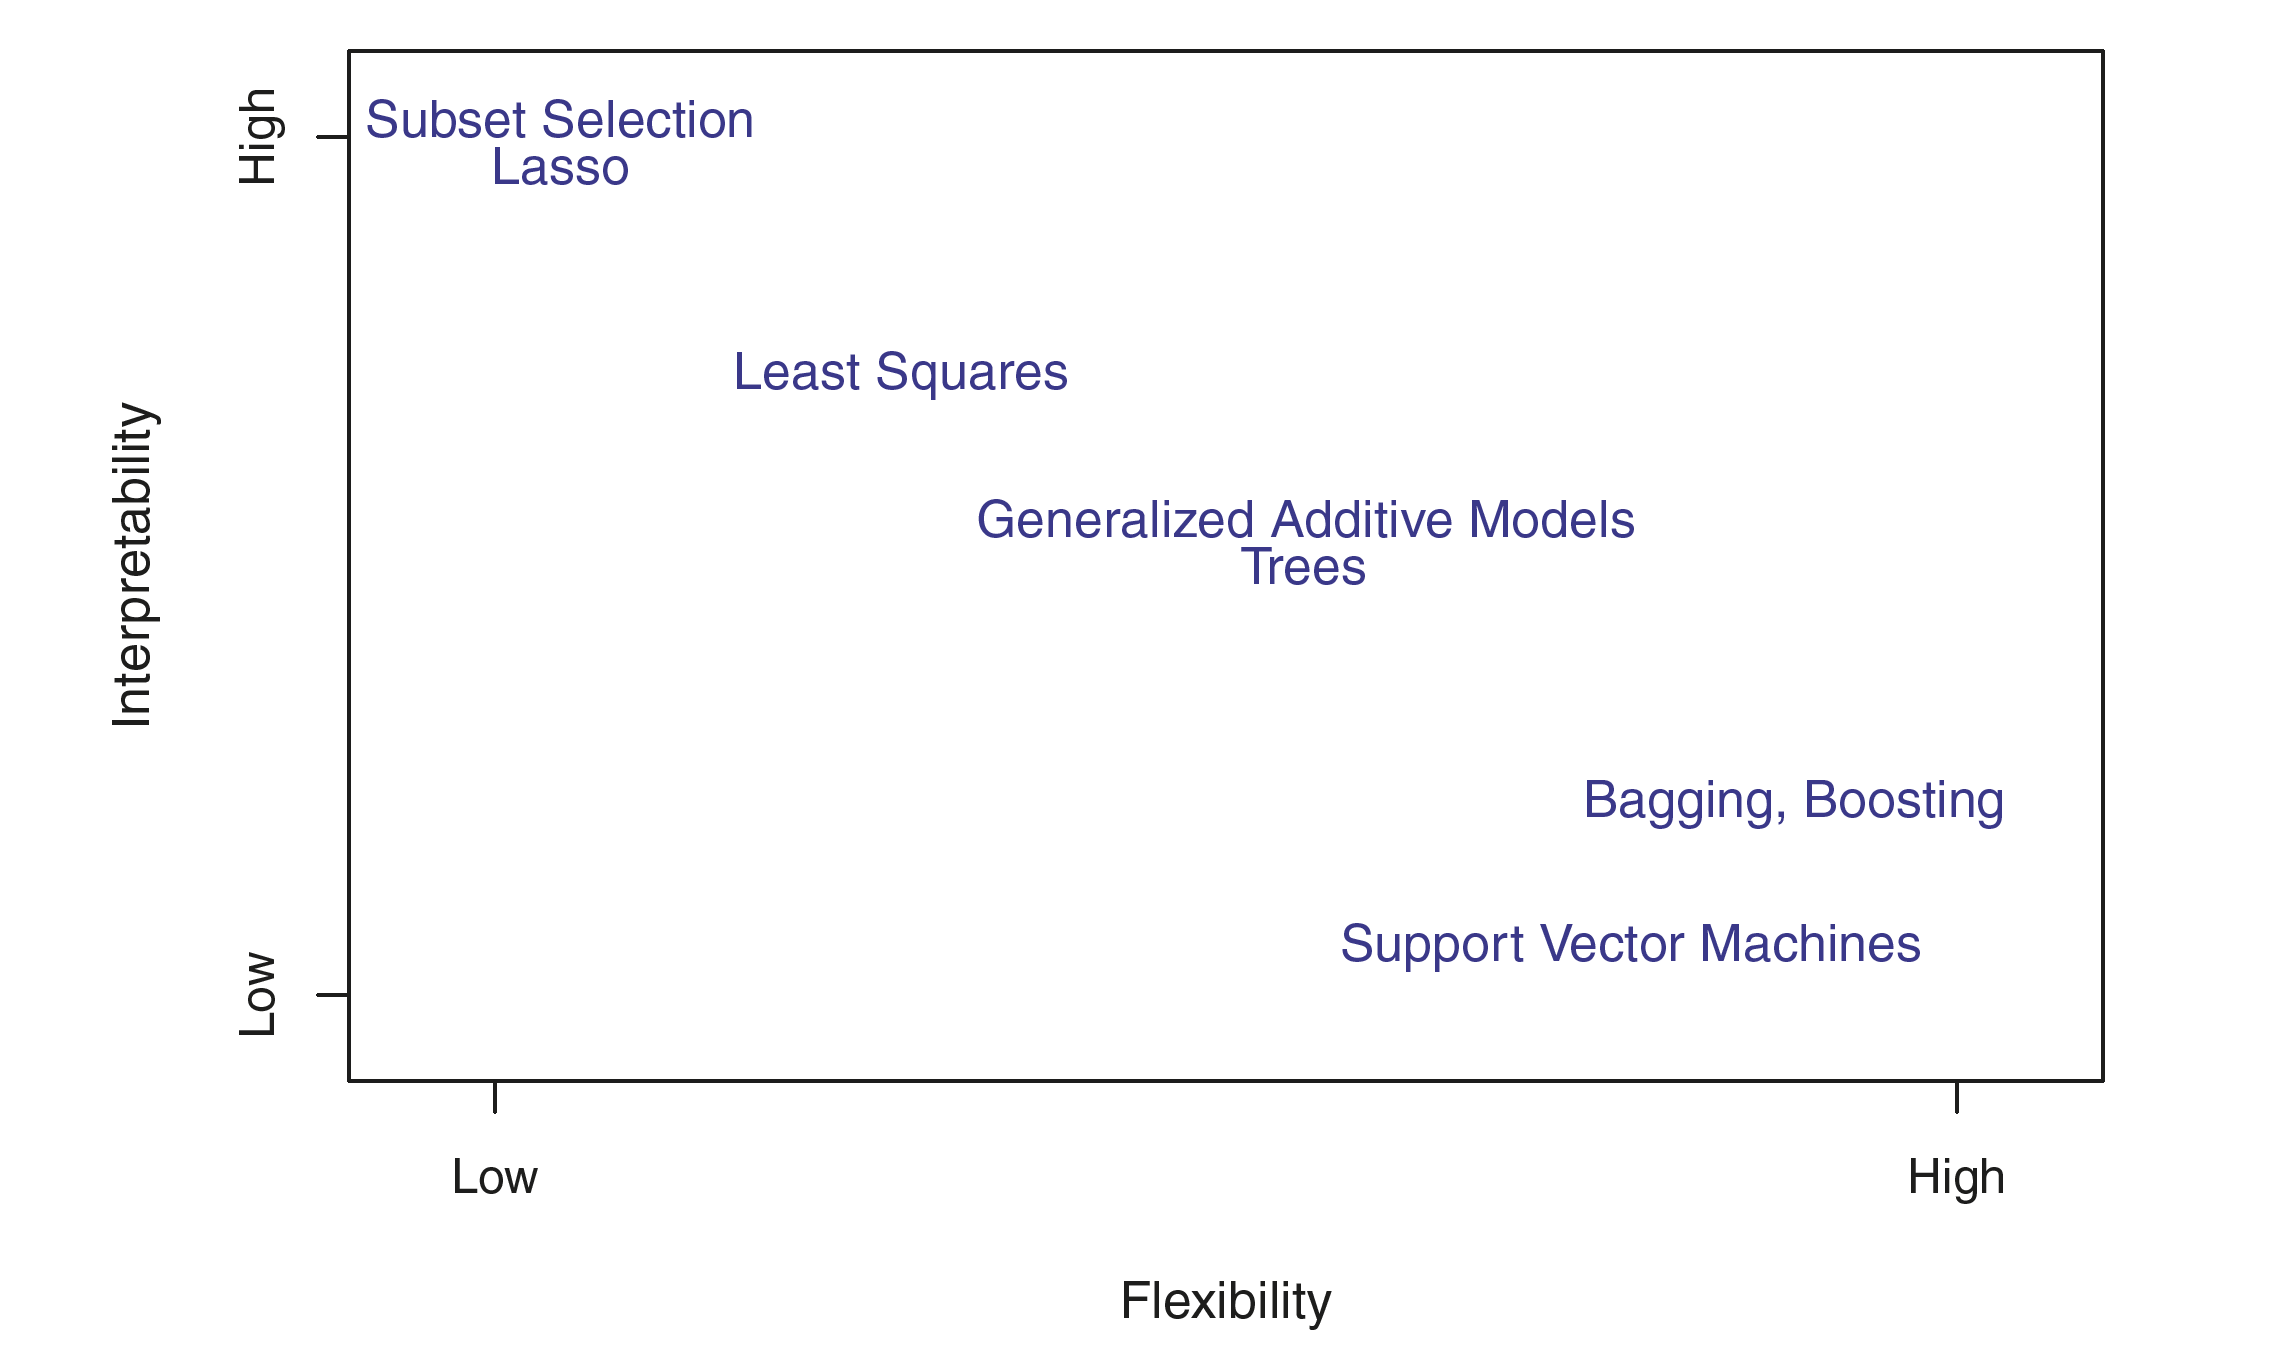 High
Subset Selection
Lasso
Least Squares
Interpretability
Generalized Additive Models
Trees
Bagging, Boosting
Support Vector Machines
Low
Low
High
Flexibility